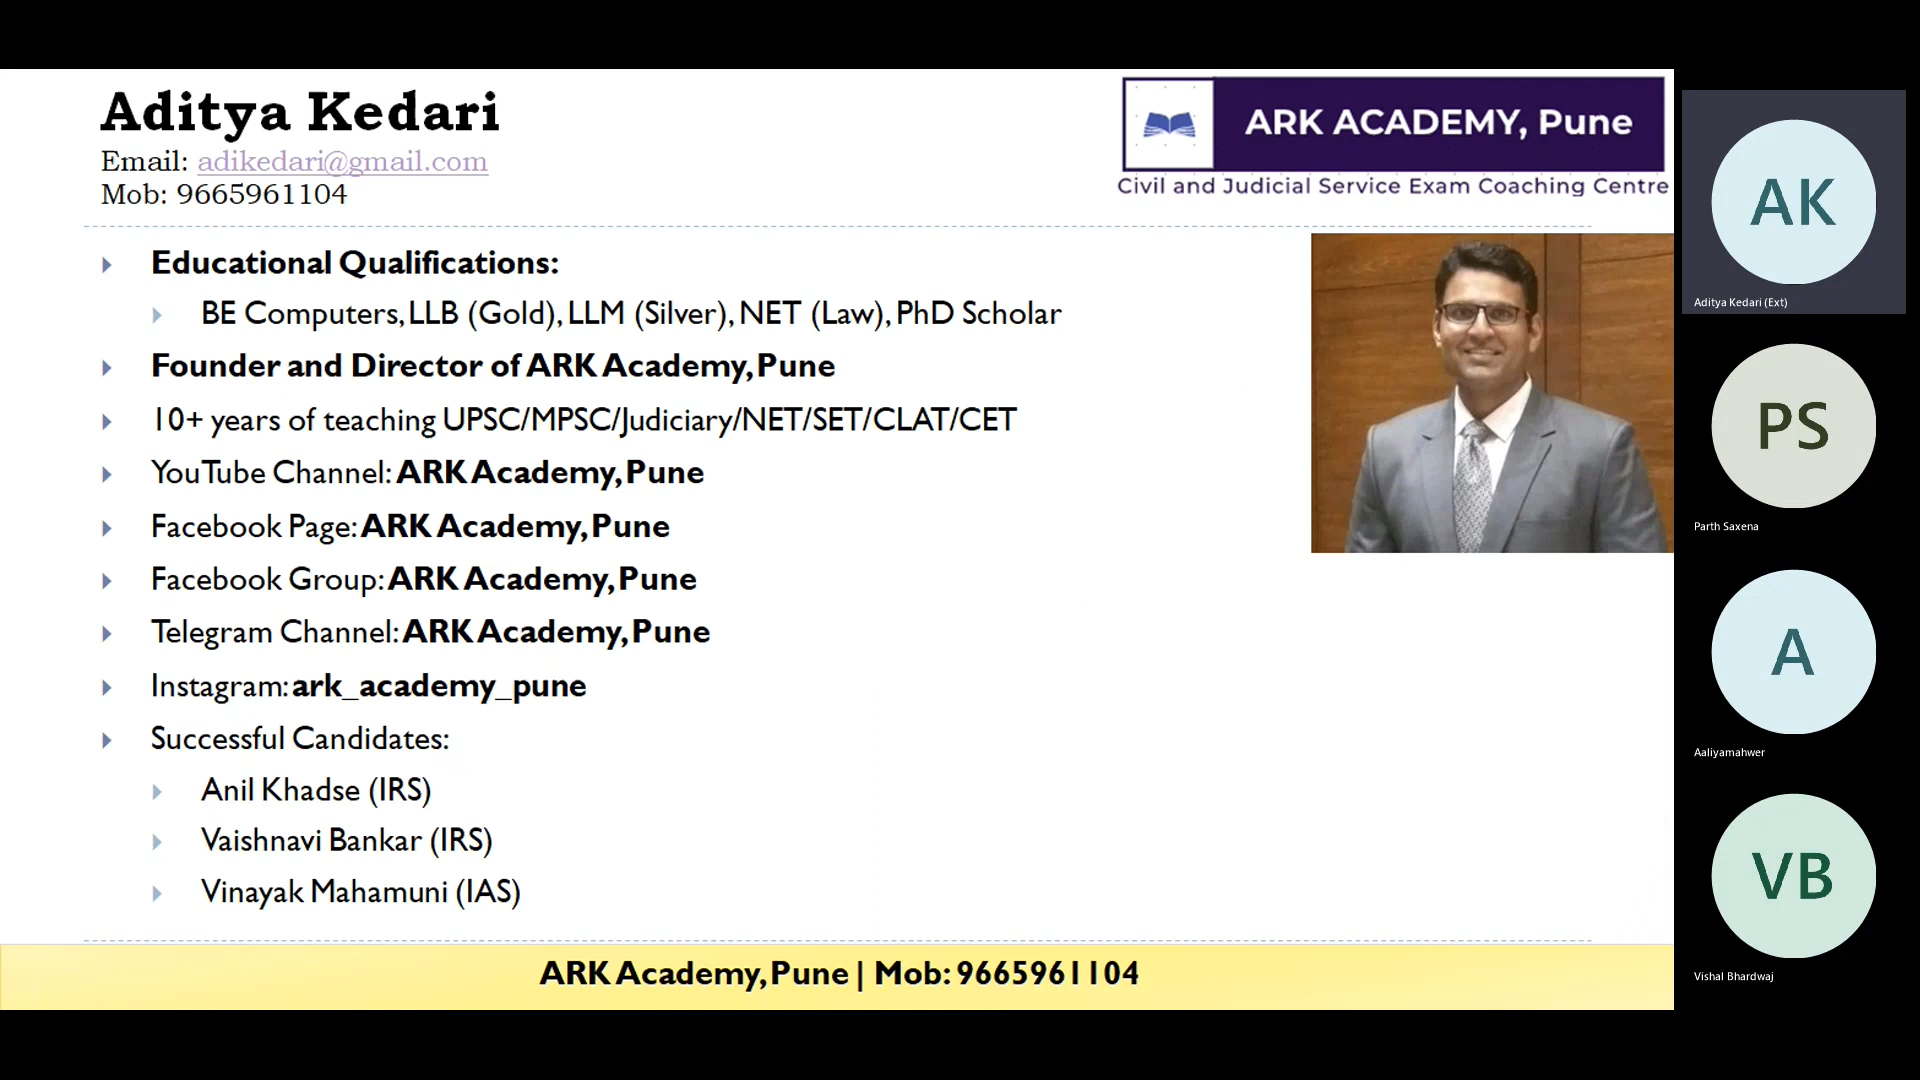 Aditya Kedari
Email: adikedari@gmail.com
Mob: 9665961104
ARK ACADEMY, Pune
Civil and Judicial Service Exam Coaching Centre
Educational Qualifications:
BE Computers, LLB (Gold), LLM (Silver), NET (Law), PhD Scholar
Founder and Director of ARK Academy, Pune
10+ years of teaching UPSC/MPSC/Judiciary/NET/SET/CLAT/CET
YouTube Channel: ARK Academy, Pune
Facebook Page: ARK Academy, Pune
Facebook Group: ARK Academy, Pune
Telegram Channel: ARK Academy, Pune
Instagram: ark_academy_pune
Successful Candidates:
Anil Khadse (IRS)
Vaishnavi Bankar (IRS)
Vinayak Mahamuni (IAS)
ARK Academy, Pune | Mob: 9665961104
AK
Aditya Kedari (Ext)
PS
Parth Saxena
A
Aaliyamahwer
VB
Vishal Bhardwaj